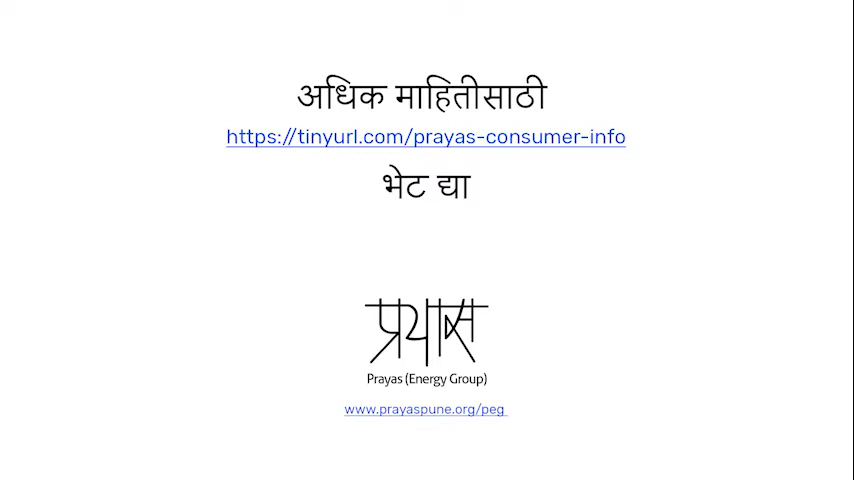 अधिक माहितीसाठी
https://tinyurl.com/prayas-consumer-info
भेट द्या
प्रयास
Prayas (Energy Group)
www.prayaspune.org/peg